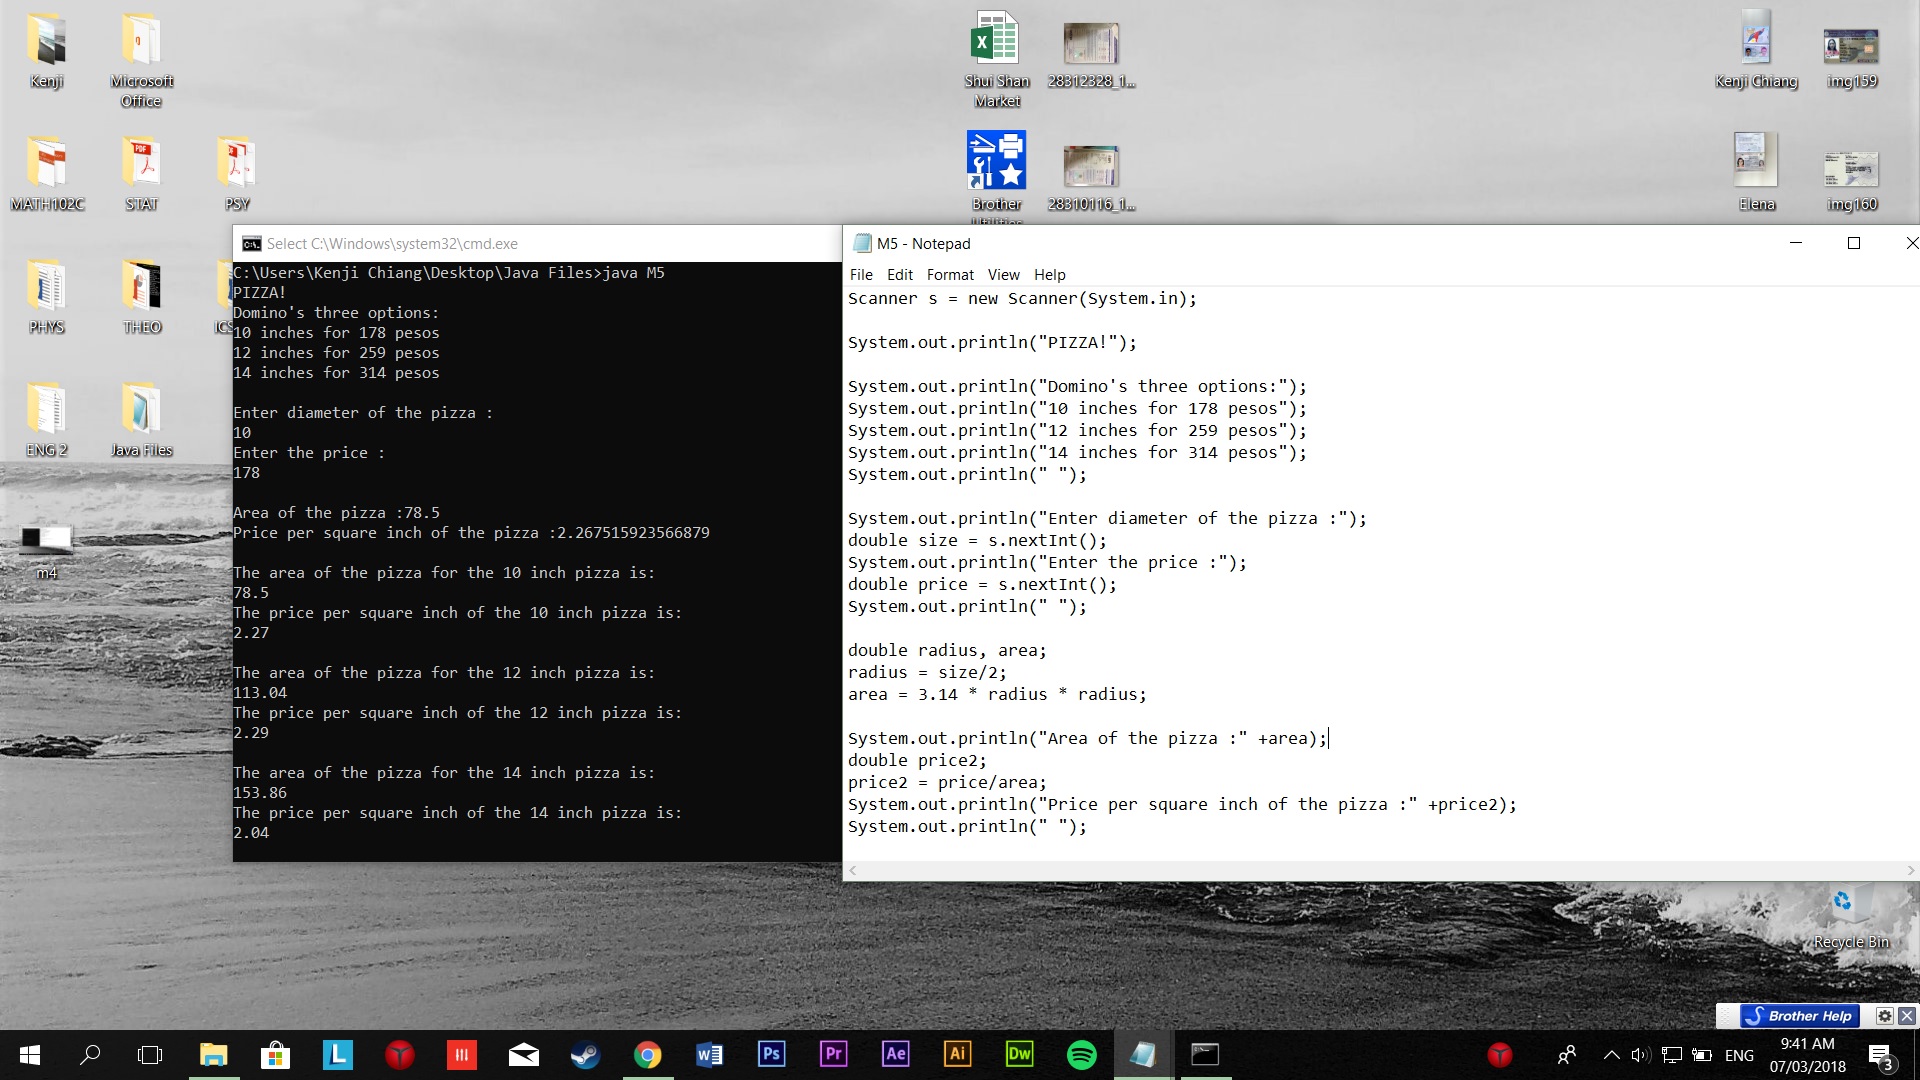 Kenji
Microsoft
Office
Shui Shan
Market
28312328_1...
Kenji Chiang
img159
MATH102C
STAT
PSY
Brother
Utilities
28310116_1...
Elena
img160
PHYS
THEO
ICS
ENG 2
Java Files
m4
Select C:\Windows\system32\cmd.exe
C:\Users\Kenji Chiang\Desktop\Java Files>java M5
PIZZA!
Domino's three options:
10 inches for 178 pesos
12 inches for 259 pesos
14 inches for 314 pesos
Enter diameter of the pizza :
10
Enter the price :
178
Area of the pizza :78.5
Price per square inch of the pizza :2.267515923566879
The area of the pizza for the 10 inch pizza is:
78.5
The price per square inch of the 10 inch pizza is:
2.27
The area of the pizza for the 12 inch pizza is:
113.04
The price per square inch of the 12 inch pizza is:
2.29
The area of the pizza for the 14 inch pizza is:
153.86
The price per square inch of the 14 inch pizza is:
2.04
M5 - Notepad
File Edit Format View Help
Scanner s = new Scanner(System.in);
System.out.println("PIZZA!");
System.out.println("Domino's three options:");
System.out.println("10 inches for 178 pesos");
System.out.println("12 inches for 259 pesos");
System.out.println("14 inches for 314 pesos");
System.out.println(" ");
System.out.println("Enter diameter of the pizza :");
double size = s.nextInt();
System.out.println("Enter the price :");
double price = s.nextInt();
System.out.println(" ");
double radius, area;
radius = size/2;
area = 3.14 * radius * radius;
System.out.println("Area of the pizza :" +area);
double price2;
price2 = price/area;
System.out.println("Price per square inch of the pizza :" +price2);
System.out.println(" ");
Recycle Bin
Brother Help
Ps
Pr
Ae
Ai
Dw
ENG
9:41 AM
07/03/2018
3